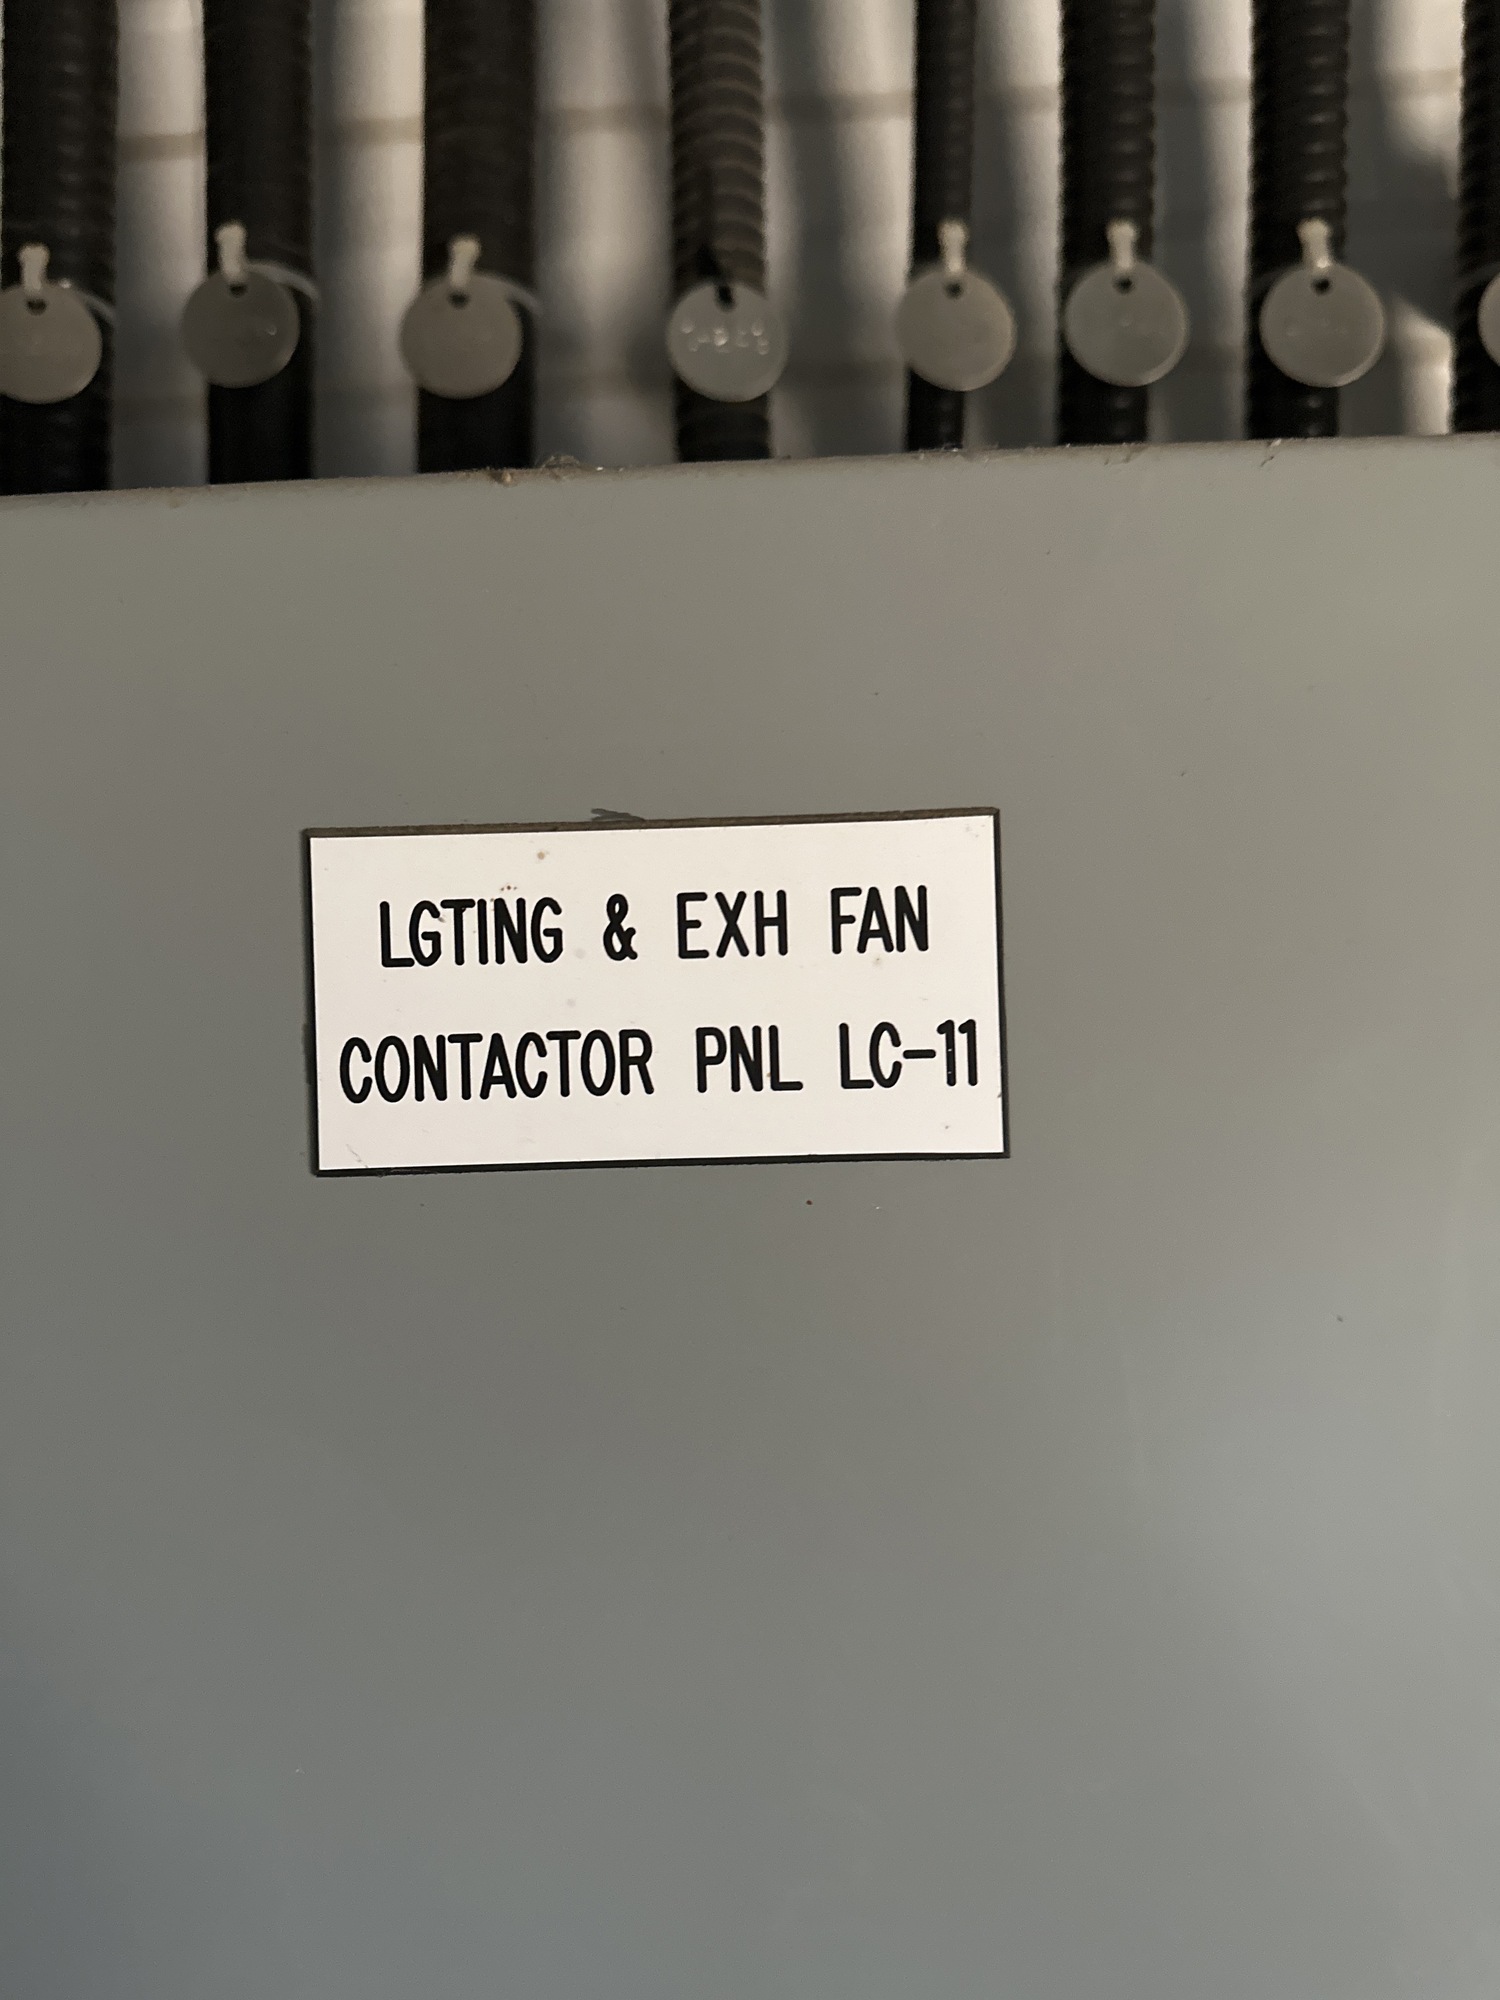 LGTING & EXH FAN
CONTACTOR PNL LC-11